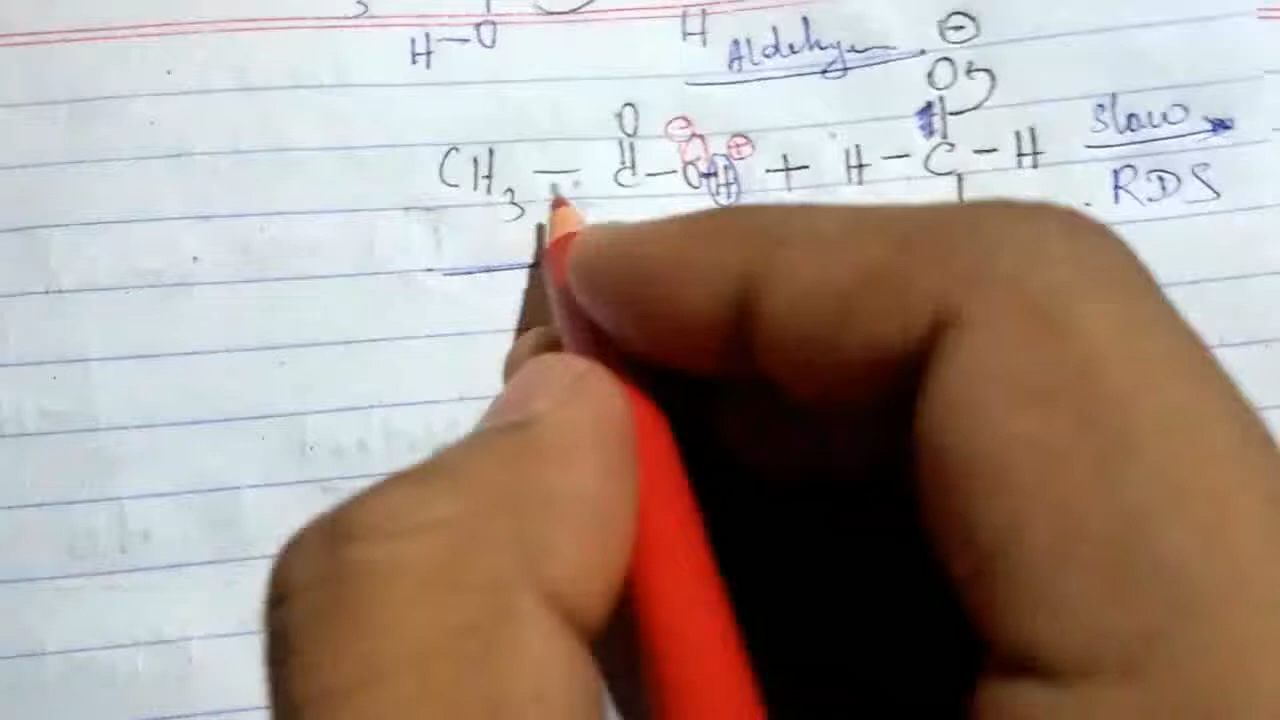 H-O
H
Aldehyde
⊖
O
O ⊖ ⊕ slow
CH3 - C - O-H + H - C - H
RDS